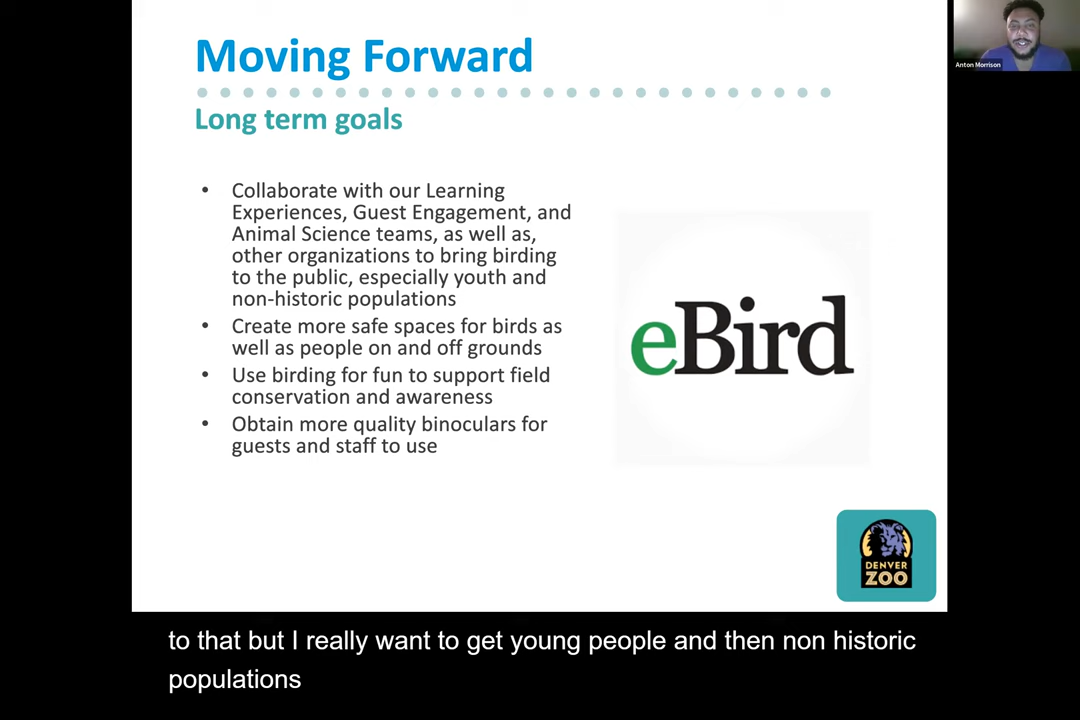 Moving Forward
Anton Morrison
Long term goals
• Collaborate with our Learning
Experiences, Guest Engagement, and
Animal Science teams, as well as,
other organizations to bring birding
to the public, especially youth and
non-historic populations
• Create more safe spaces for birds as
well as people on and off grounds
• Use birding for fun to support field
conservation and awareness
• Obtain more quality binoculars for
guests and staff to use
eBird
DENVER
ZOO
to that but I really want to get young people and then non historic
populations